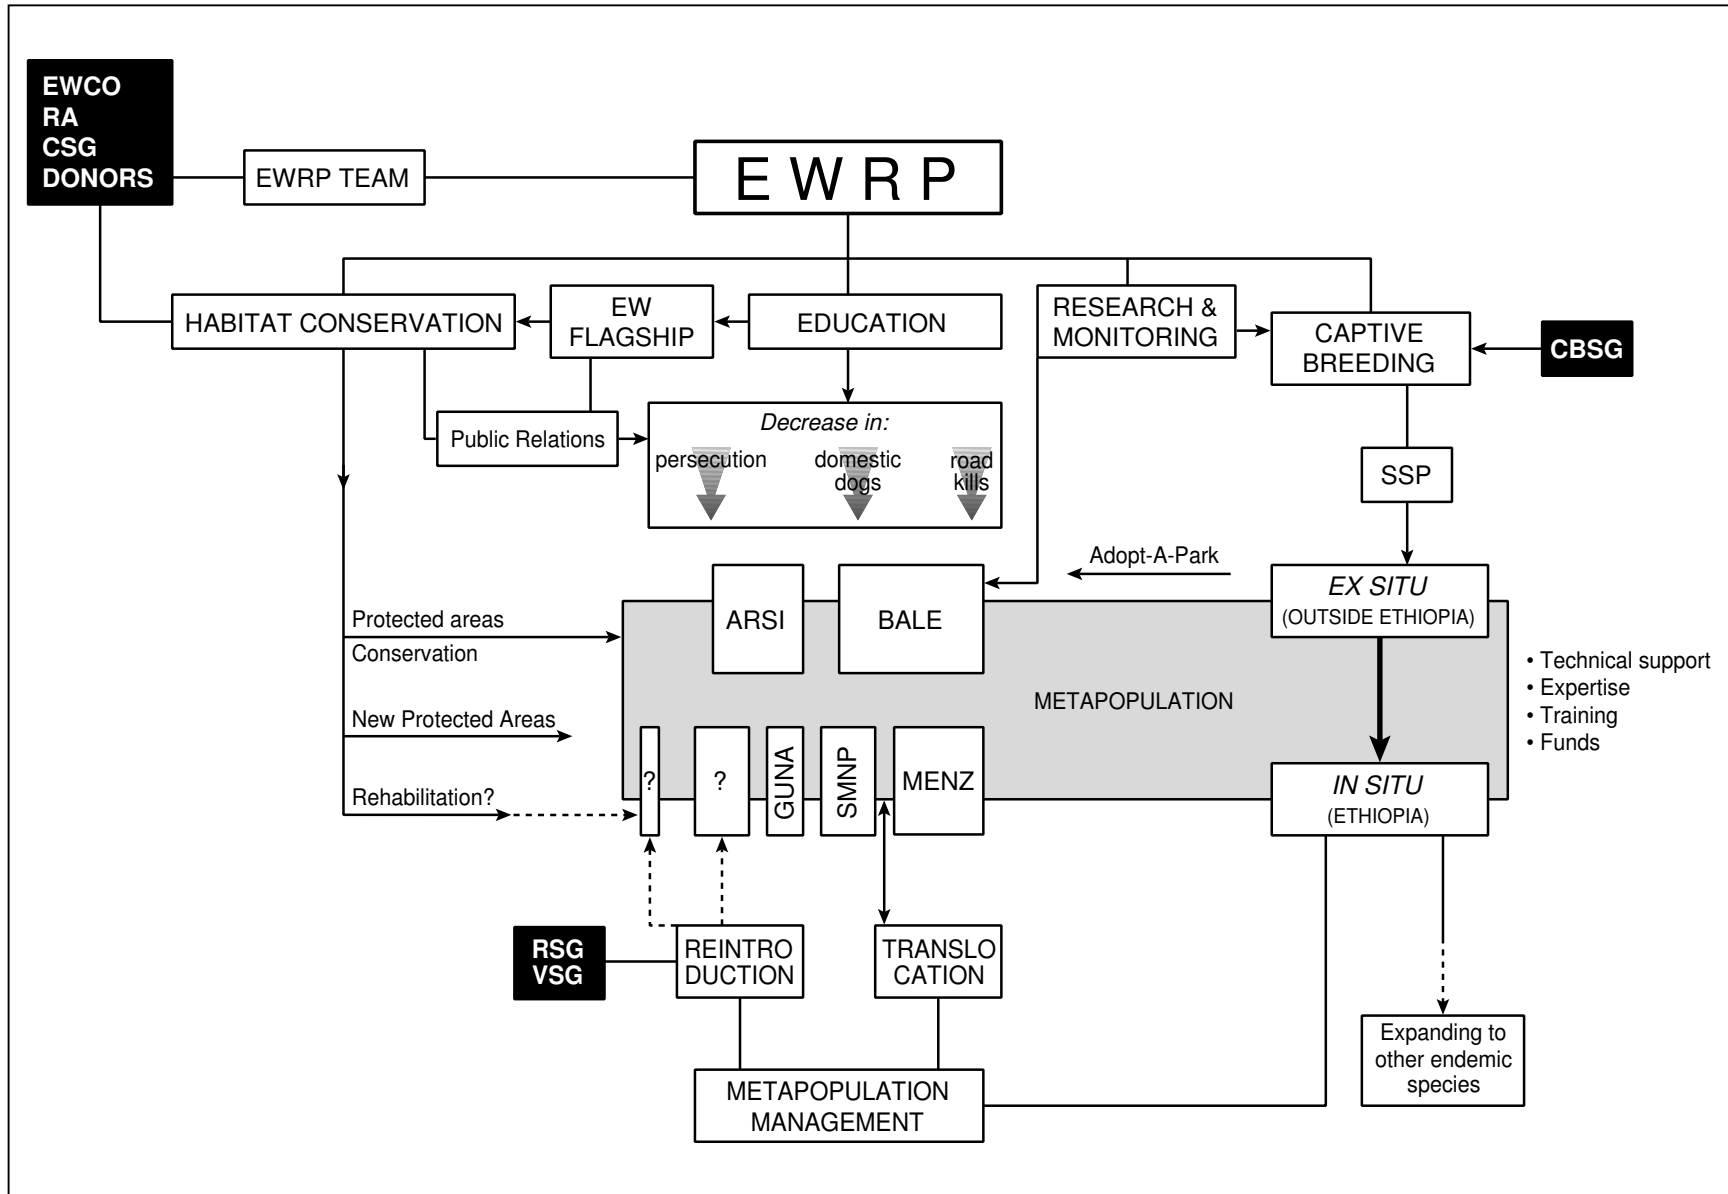 EWCO
RA
CSG
DONORS
EWRP TEAM
E W R P
HABITAT CONSERVATION
EW
FLAGSHIP
EDUCATION
RESEARCH &
MONITORING
CAPTIVE
BREEDING
CBSG
Public Relations
Decrease in:
persecution
domestic
dogs
road
kills
SSP
Adopt-A-Park
ARSI
BALE
EX SITU
(OUTSIDE ETHIOPIA)
Protected areas
Conservation
METAPOPULATION
• Technical support
• Expertise
• Training
• Funds
New Protected Areas
Rehabilitation?
?
?
GUNA
SMNP
MENZ
IN SITU
(ETHIOPIA)
RSG
VSG
REINTRO
DUCTION
TRANSLO
CATION
Expanding to
other endemic
species
METAPOPULATION
MANAGEMENT